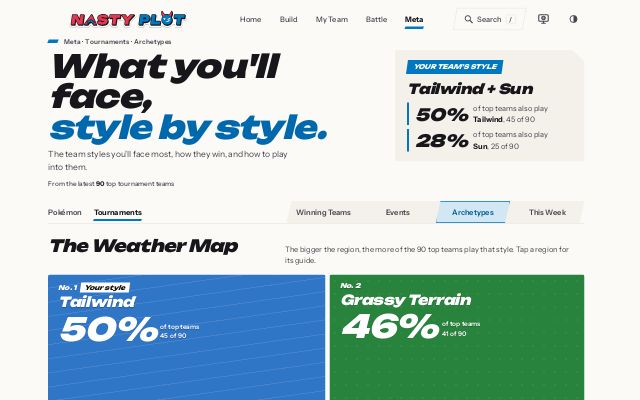 NASTY PLOT
Home
Build
My Team
Battle
Meta
Search /
Meta · Tournaments · Archetypes
What you'll
face,
style by style.
The team styles you'll face most, how they win, and how to play
into them.
From the latest 90 top tournament teams
YOUR TEAM'S STYLE
Tailwind + Sun
50% of top teams also play
Tailwind, 45 of 90
28% of top teams also play
Sun, 25 of 90
Pokémon
Tournaments
Winning Teams
Events
Archetypes
This Week
The Weather Map
The bigger the region, the more of the 90 top teams play that style. Tap a region for
its guide.
No. 1 Your style
Tailwind
50% of top teams
45 of 90
No. 2
Grassy Terrain
46% of top teams
41 of 90